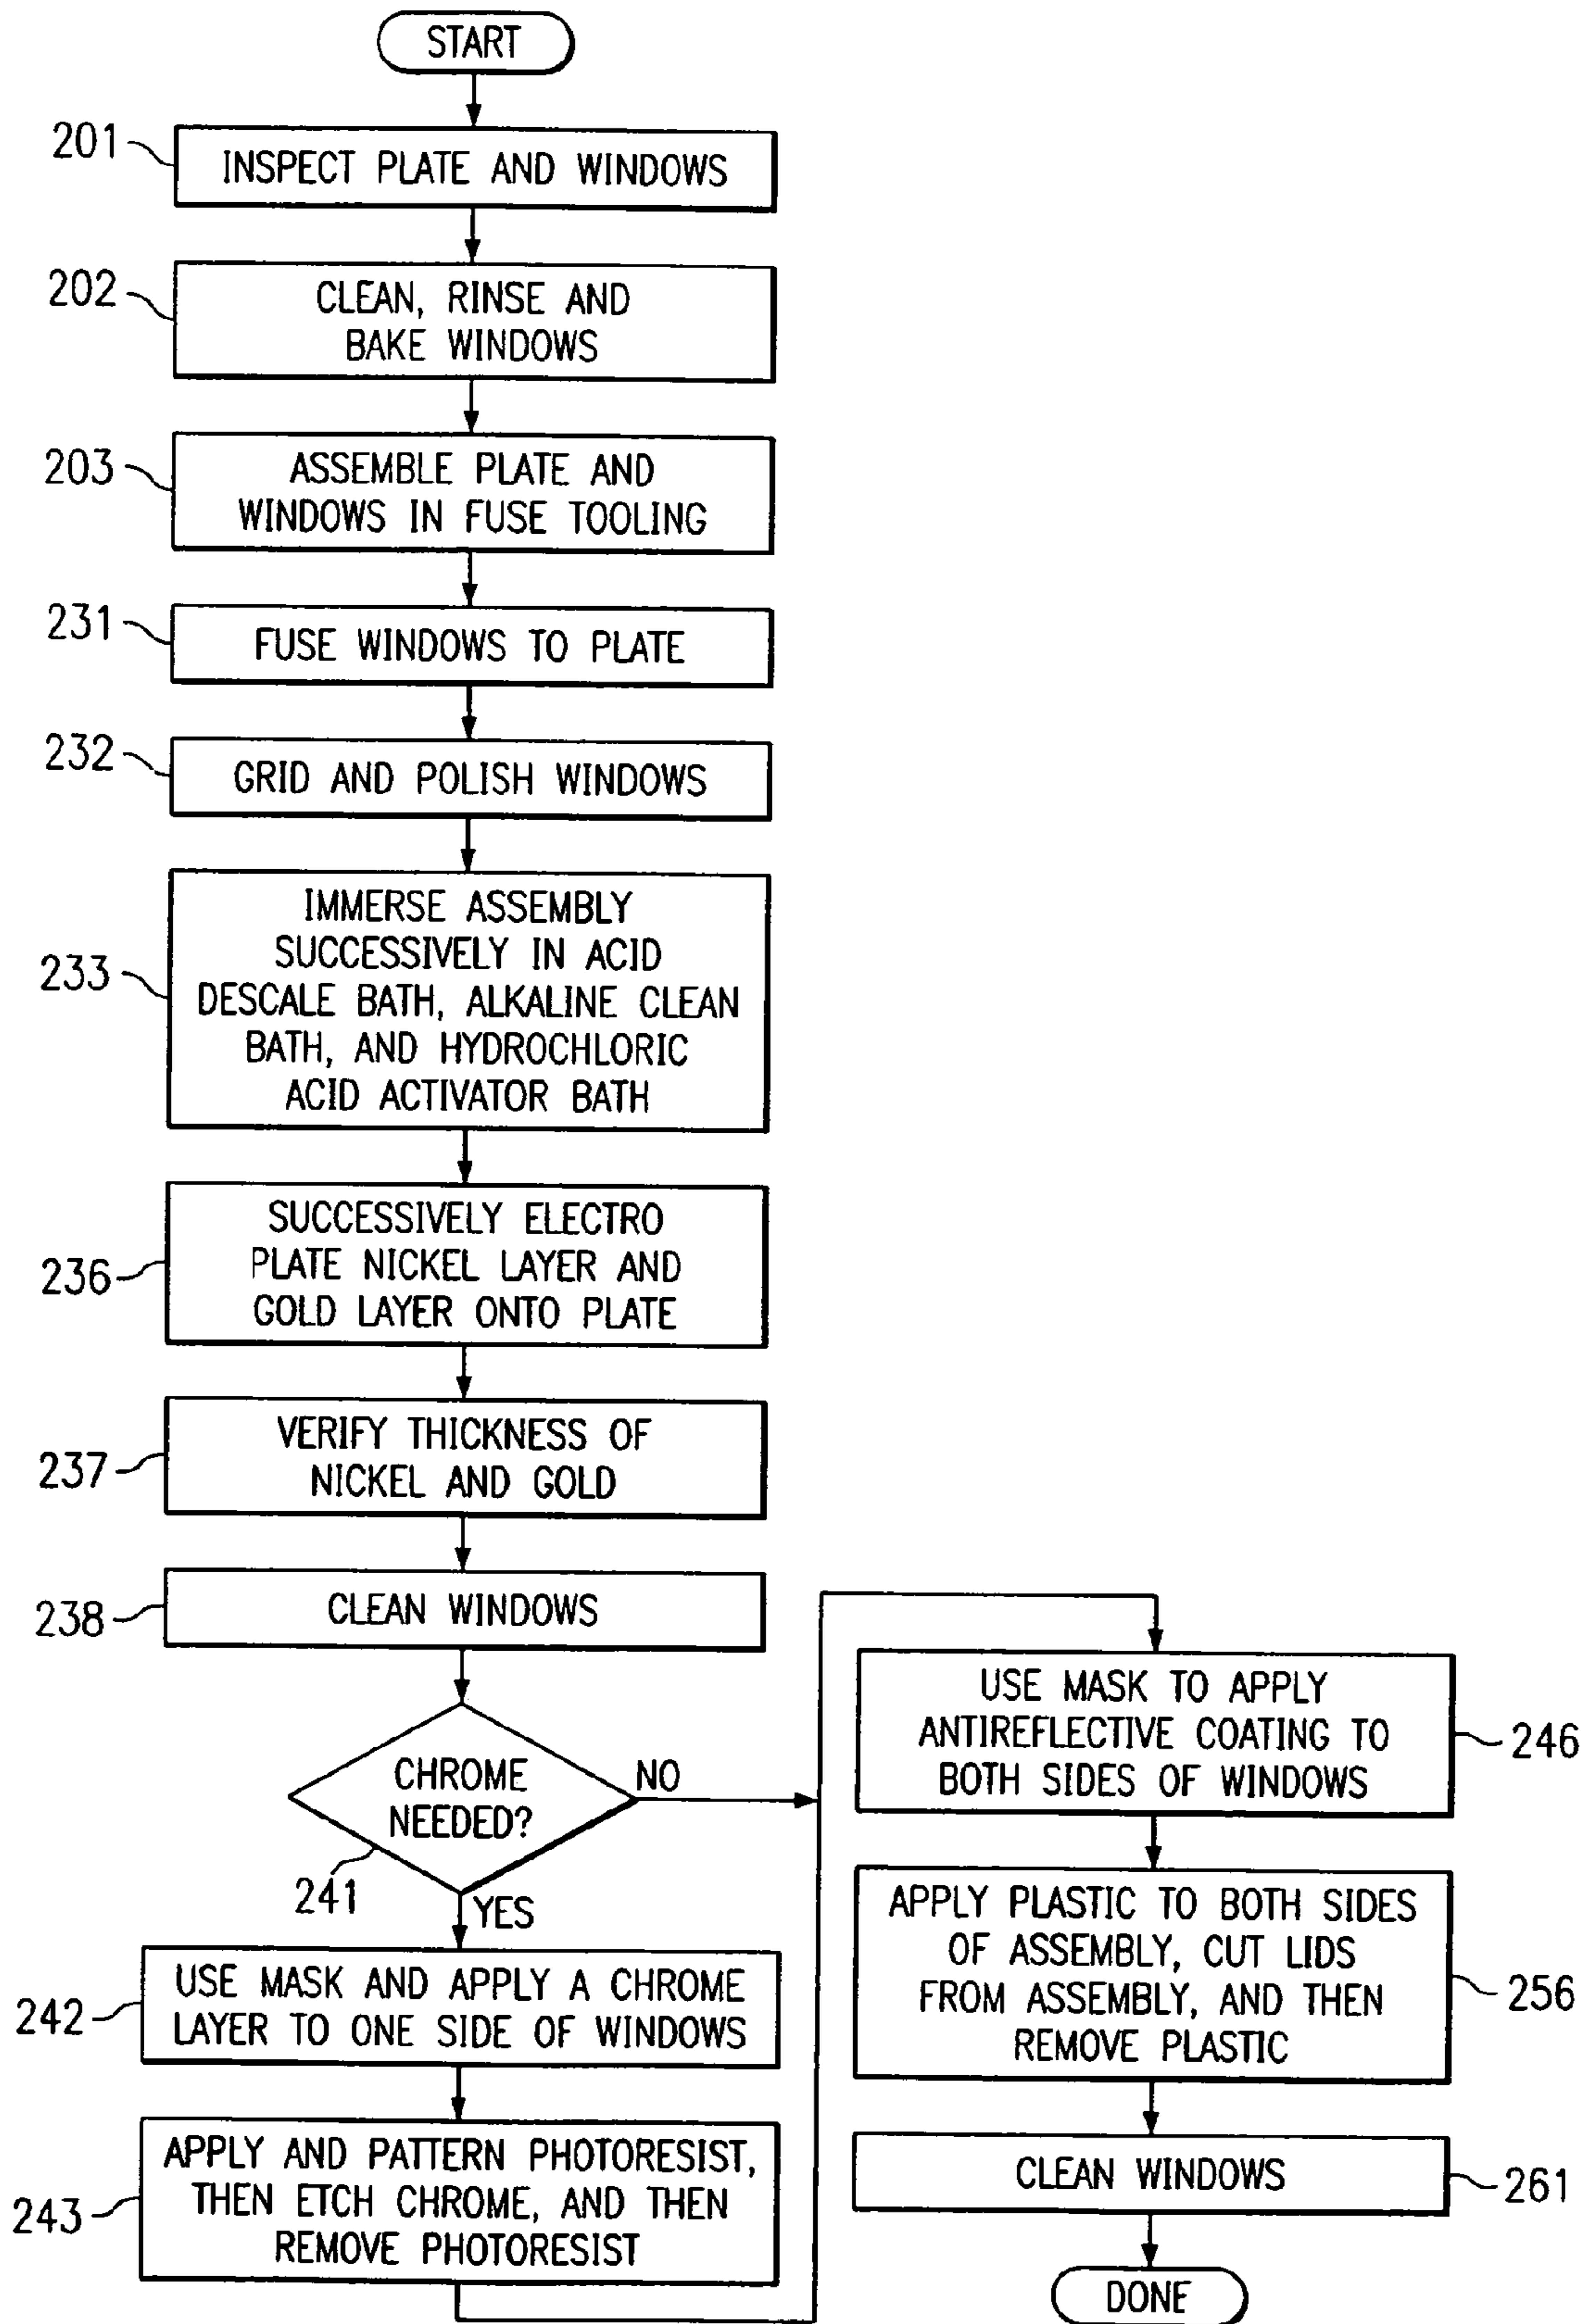 START
201
INSPECT PLATE AND WINDOWS
202
CLEAN, RINSE AND
BAKE WINDOWS
203
ASSEMBLE PLATE AND
WINDOWS IN FUSE TOOLING
231
FUSE WINDOWS TO PLATE
232
GRID AND POLISH WINDOWS
233
IMMERSE ASSEMBLY
SUCCESSIVELY IN ACID
DESCALE BATH, ALKALINE CLEAN
BATH, AND HYDROCHLORIC
ACID ACTIVATOR BATH
236
SUCCESSIVELY ELECTRO
PLATE NICKEL LAYER AND
GOLD LAYER ONTO PLATE
237
VERIFY THICKNESS OF
NICKEL AND GOLD
238
CLEAN WINDOWS
CHROME
NEEDED?
NO
241
YES
242
USE MASK AND APPLY A CHROME
LAYER TO ONE SIDE OF WINDOWS
243
APPLY AND PATTERN PHOTORESIST,
THEN ETCH CHROME, AND THEN
REMOVE PHOTORESIST
USE MASK TO APPLY
ANTIREFLECTIVE COATING TO
BOTH SIDES OF WINDOWS
246
APPLY PLASTIC TO BOTH SIDES
OF ASSEMBLY, CUT LIDS
FROM ASSEMBLY, AND THEN
REMOVE PLASTIC
256
CLEAN WINDOWS
261
DONE